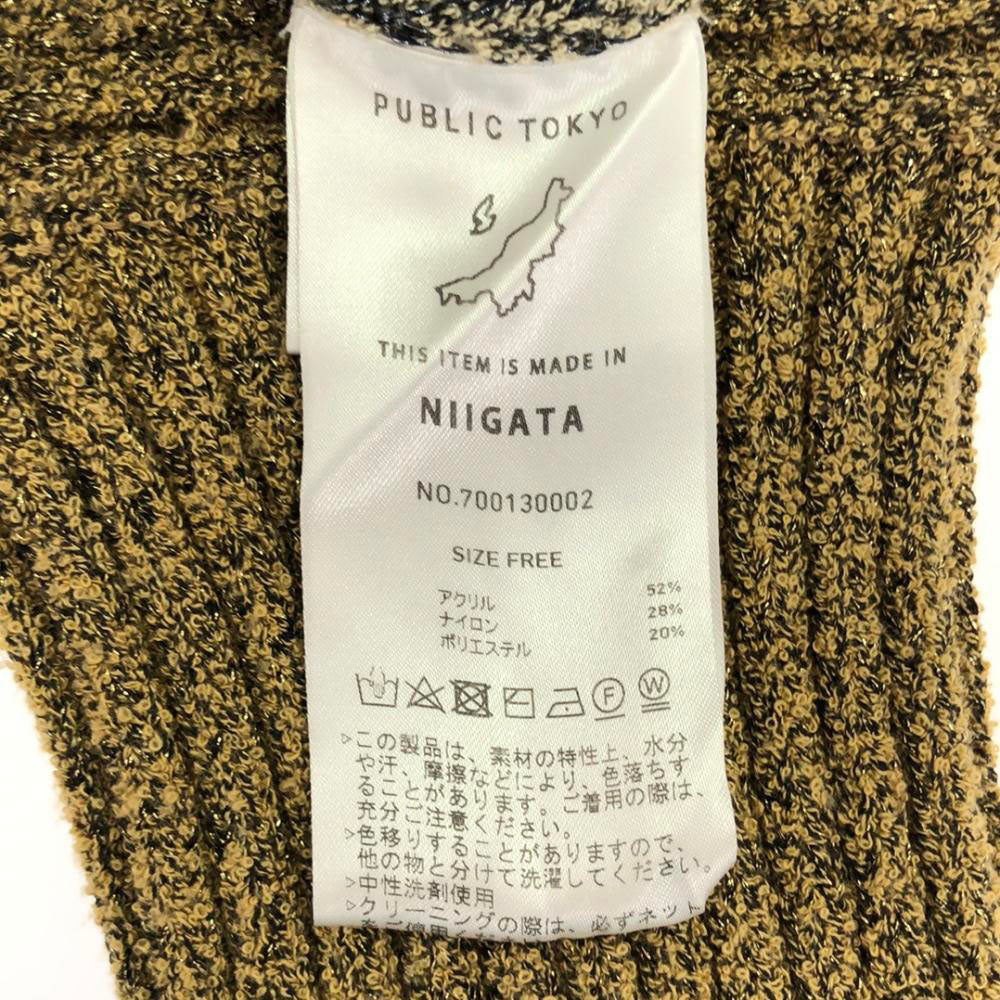 PUBLIC TOKYO
THIS ITEM IS MADE IN
NIIGATA
NO.700130002
SIZE FREE
アクリル 52%
ナイロン 28%
ポリエステル 20%
F W
>この製品は、素材の特性上、水分
や汗、摩擦などにより、色落ちす
ることがあります。ご着用の際は、
充分ご注意ください。
>色移りすることがありますので、
他の物と分けて洗濯してください。
>中性洗剤使用
>クリーニングの際は、必ずネット